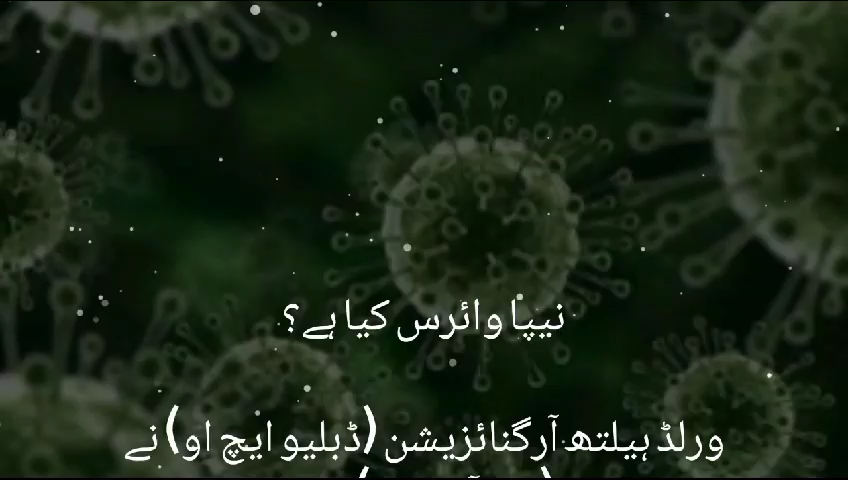 نیپا وائرس کیا ہے؟
ورلڈ ہیلتھ آرگنائزیشن (ڈبلیو ایچ او) نے